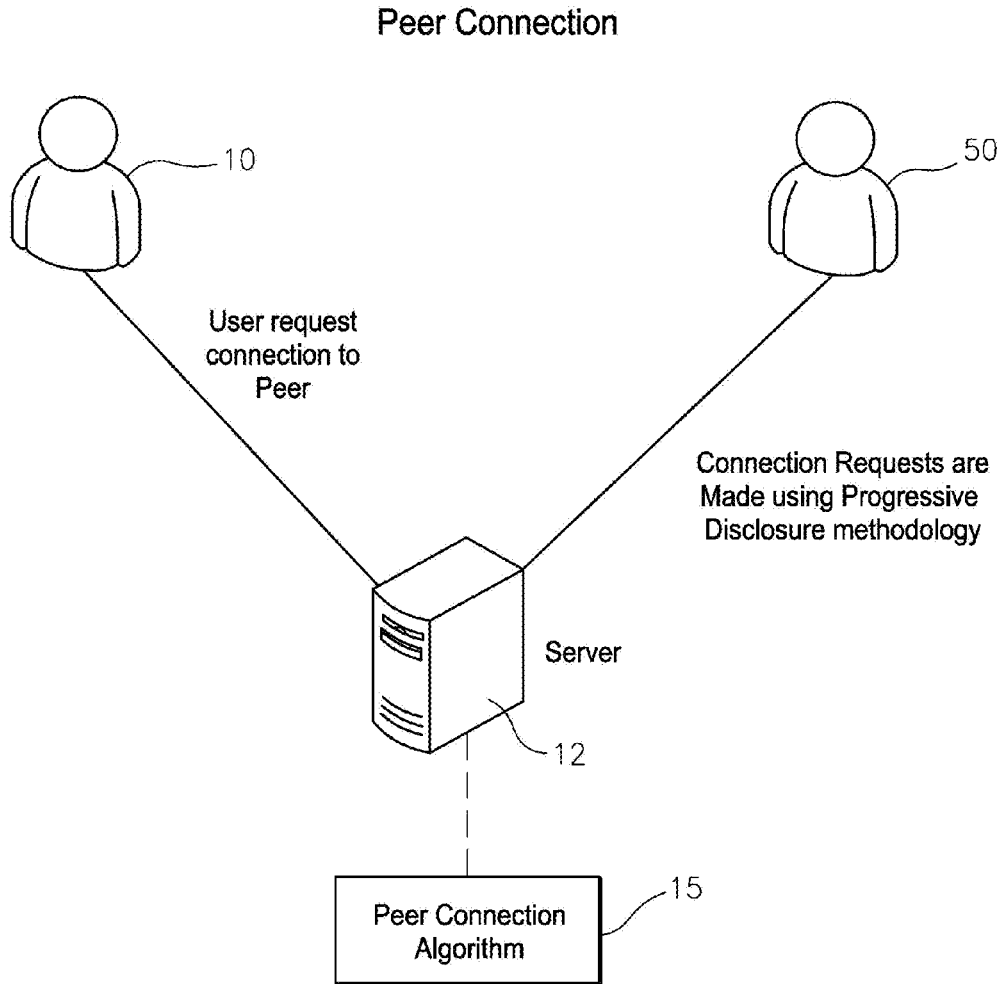 Peer Connection
10
50
User request
connection to
Peer
Connection Requests are
Made using Progressive
Disclosure methodology
Server
12
15
Peer Connection
Algorithm